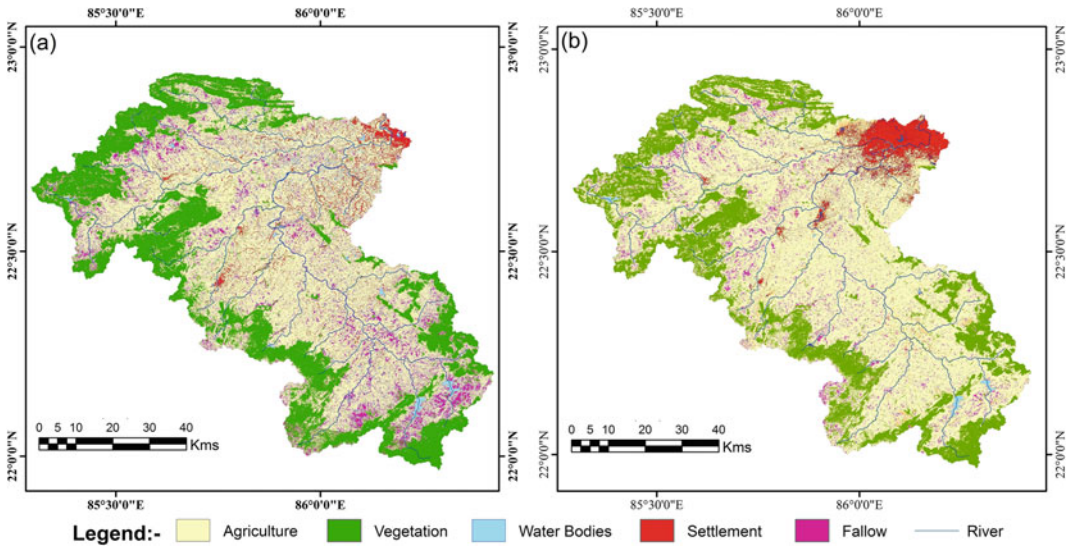 85°30'0"E 86°0'0"E 85°30'0"E 86°0'0"E
(a) (b)
23°0'0"N 23°0'0"N 23°0'0"N 23°0'0"N
22°30'0"N 22°30'0"N 22°30'0"N 22°30'0"N
22°0'0"N 22°0'0"N 22°0'0"N 22°0'0"N
0 5 10 20 30 40
Kms
0 5 10 20 30 40
Kms
85°30'0"E 86°0'0"E 85°30'0"E 86°0'0"E
Legend:- Agriculture Vegetation Water Bodies Settlement Fallow River